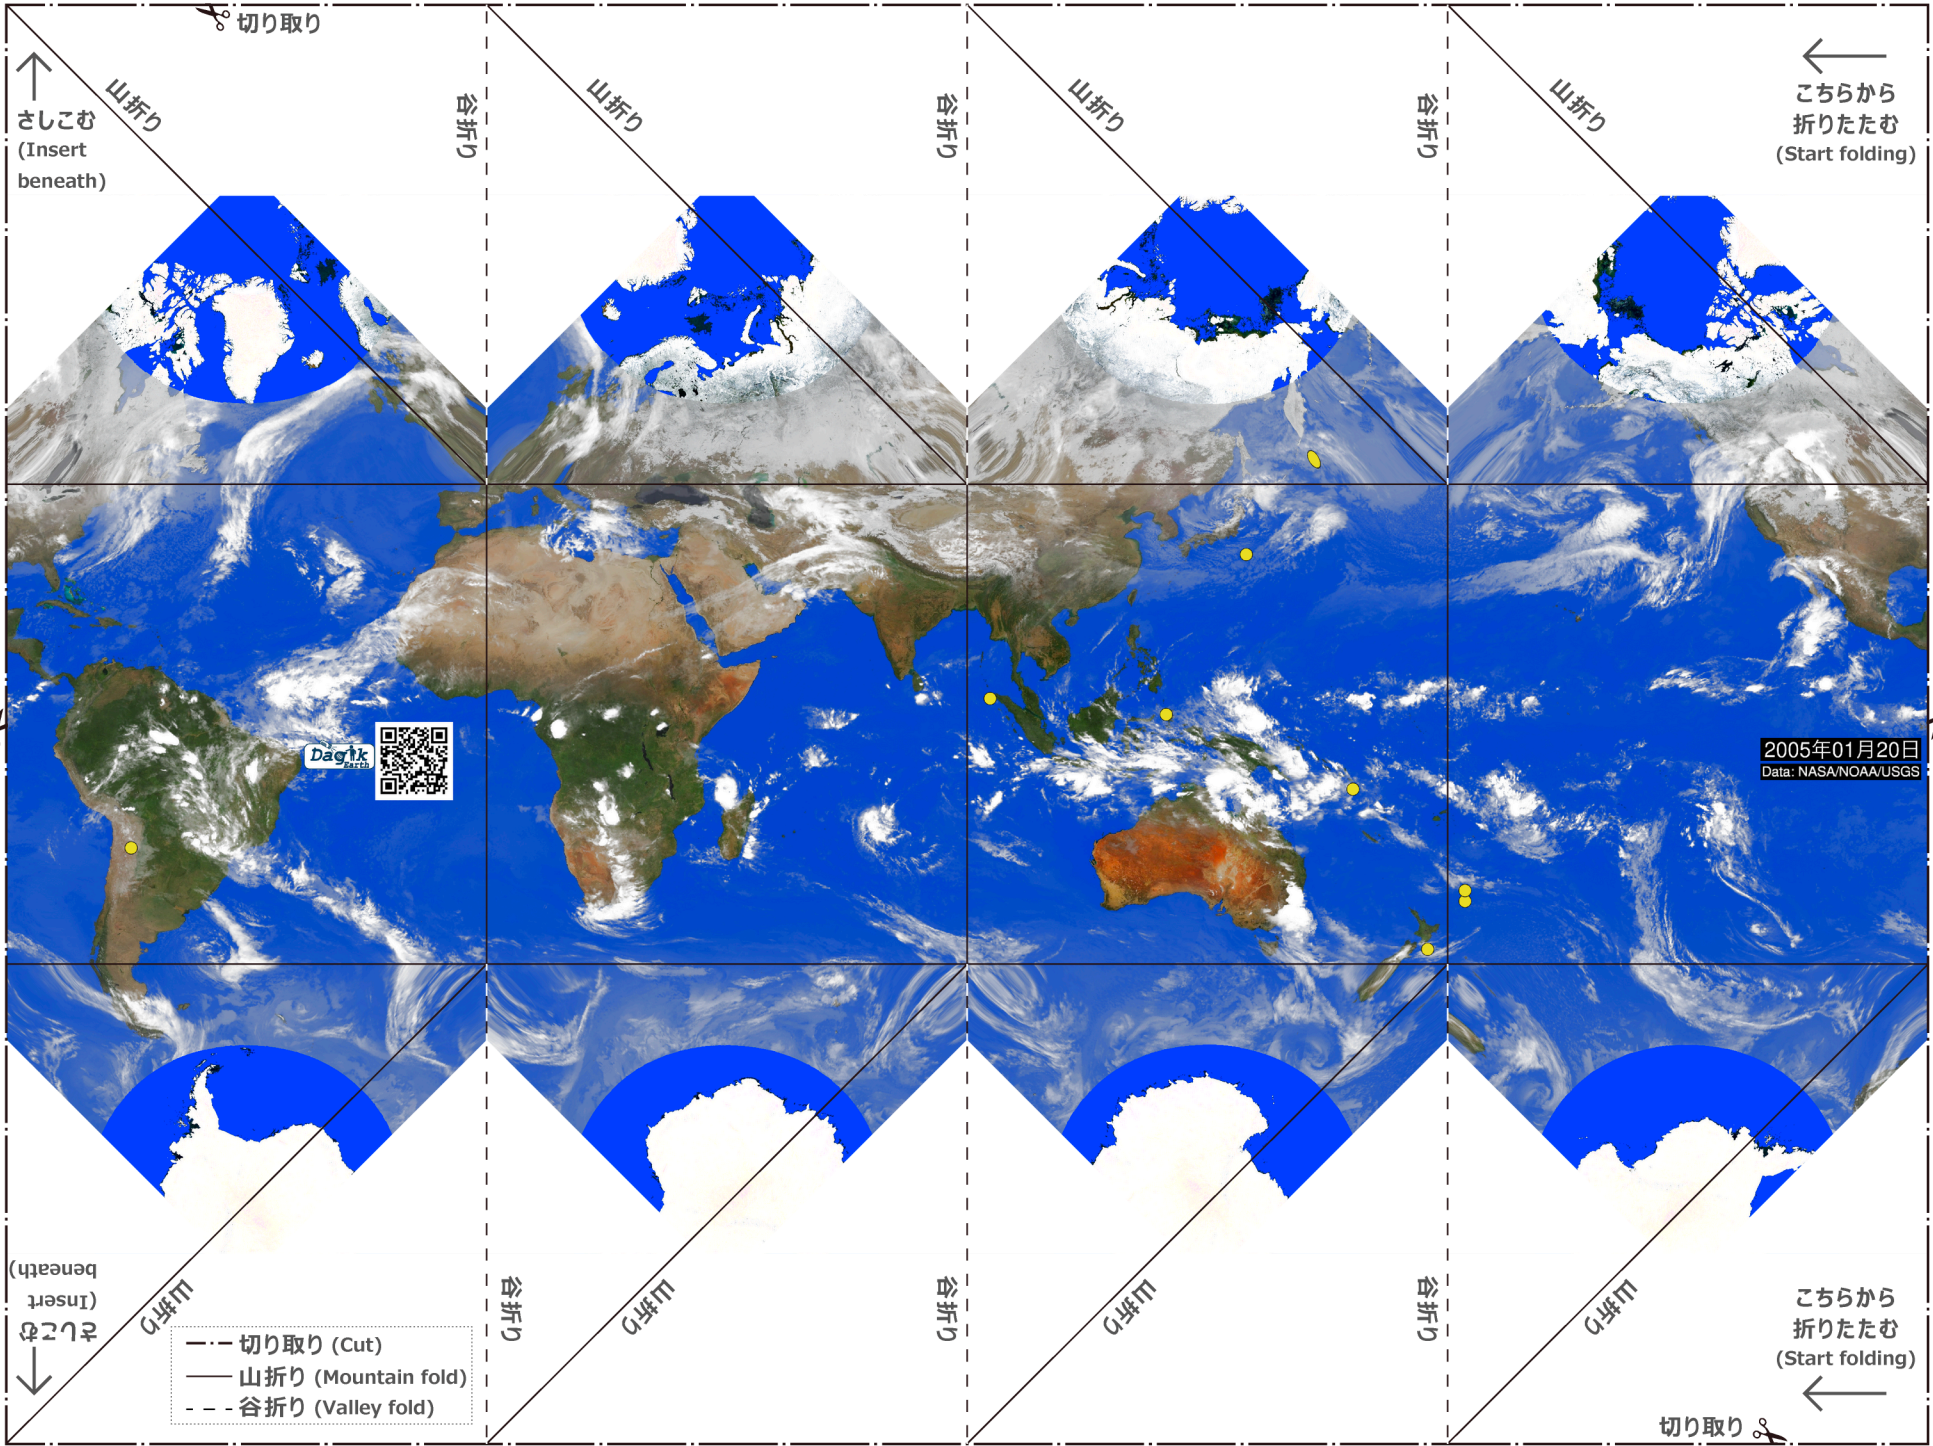 切り取り
山折り
谷折り
山折り
谷折り
山折り
谷折り
山折り
こちらから
折りたたむ
(Start folding)
さしこむ
(Insert
beneath)
Dagik
Earth
2005年01月20日
Data: NASA/NOAA/USGS
さしこむ
(Insert
beneath)
山折り
谷折り
山折り
谷折り
山折り
谷折り
山折り
こちらから
折りたたむ
(Start folding)
切り取り (Cut)
山折り (Mountain fold)
谷折り (Valley fold)
切り取り